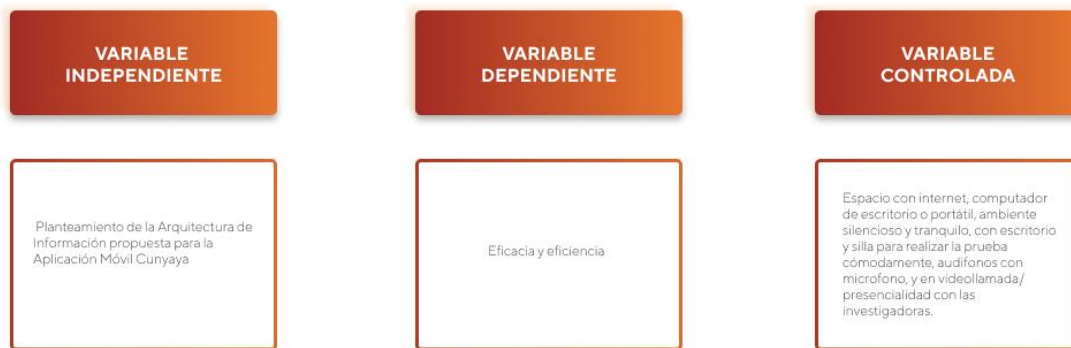 VARIABLE
INDEPENDIENTE
VARIABLE
DEPENDIENTE
VARIABLE
CONTROLADA
Planteamiento de la Arquitectura de
Información propuesta para la
Aplicación Móvil Cunyaya
Eficacia y eficiencia
Espacio con internet, computador
de escritorio o portátil, ambiente
silencioso y tranquilo, con escritorio
y silla para realizar la prueba
cómodamente, audifonos con
microfono, y en videollamada/
presencialidad con las
investigadoras.